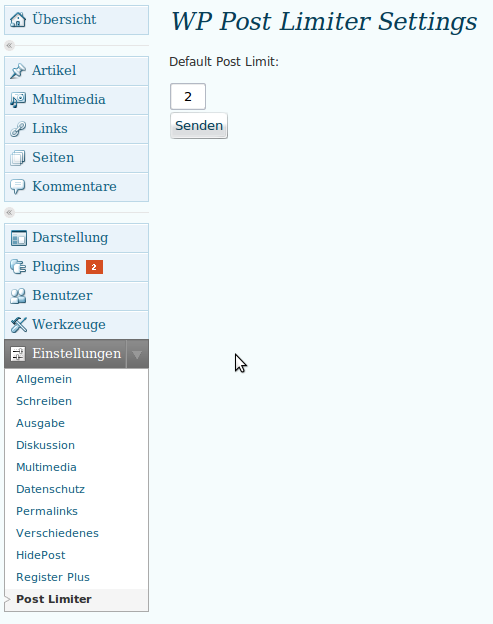 Übersicht
Artikel
Multimedia
Links
Seiten
Kommentare
Darstellung
Plugins 2
Benutzer
Werkzeuge
Einstellungen
Allgemein
Schreiben
Ausgabe
Diskussion
Multimedia
Datenschutz
Permalinks
Verschiedenes
HidePost
Register Plus
Post Limiter
WP Post Limiter Settings
Default Post Limit:
2
Senden